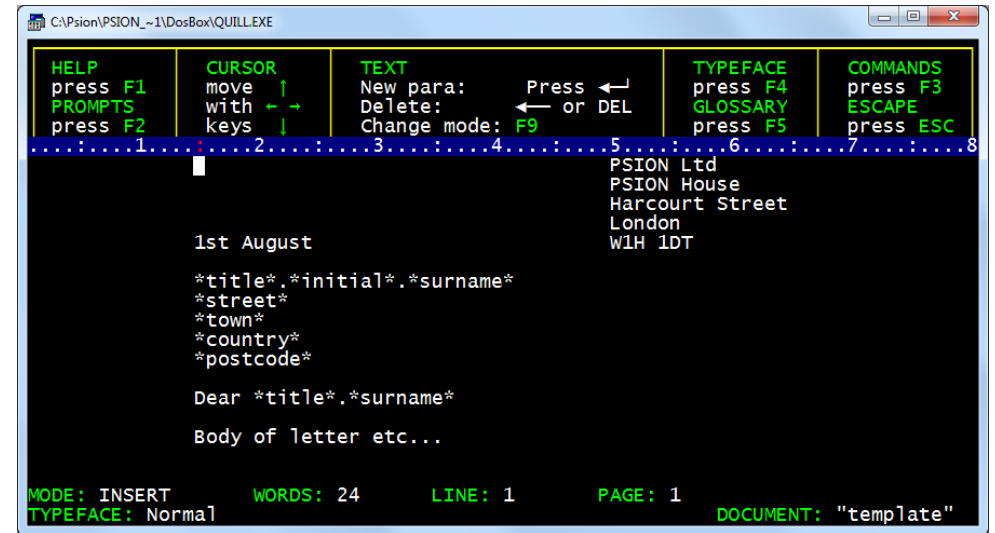 C:\Psion\PSION_~1\DosBox\QUILL.EXE
HELP CURSOR TEXT TYPEFACE COMMANDS
press F1 move ↑ New para: Press ↵ press F4 press F3
PROMPTS with ← → Delete: ← or DEL GLOSSARY ESCAPE
press F2 keys ↓ Change mode: F9 press F5 press ESC
....:....1....:....2....:....3....:....4....:....5....:....6....:....7....:....8
PSION Ltd
PSION House
Harcourt Street
London
1st August W1H 1DT
*title*.*initial*.*surname*
*street*
*town*
*country*
*postcode*
Dear *title*.*surname*
Body of letter etc...
MODE: INSERT WORDS: 24 LINE: 1 PAGE: 1
TYPEFACE: Normal DOCUMENT: "template"